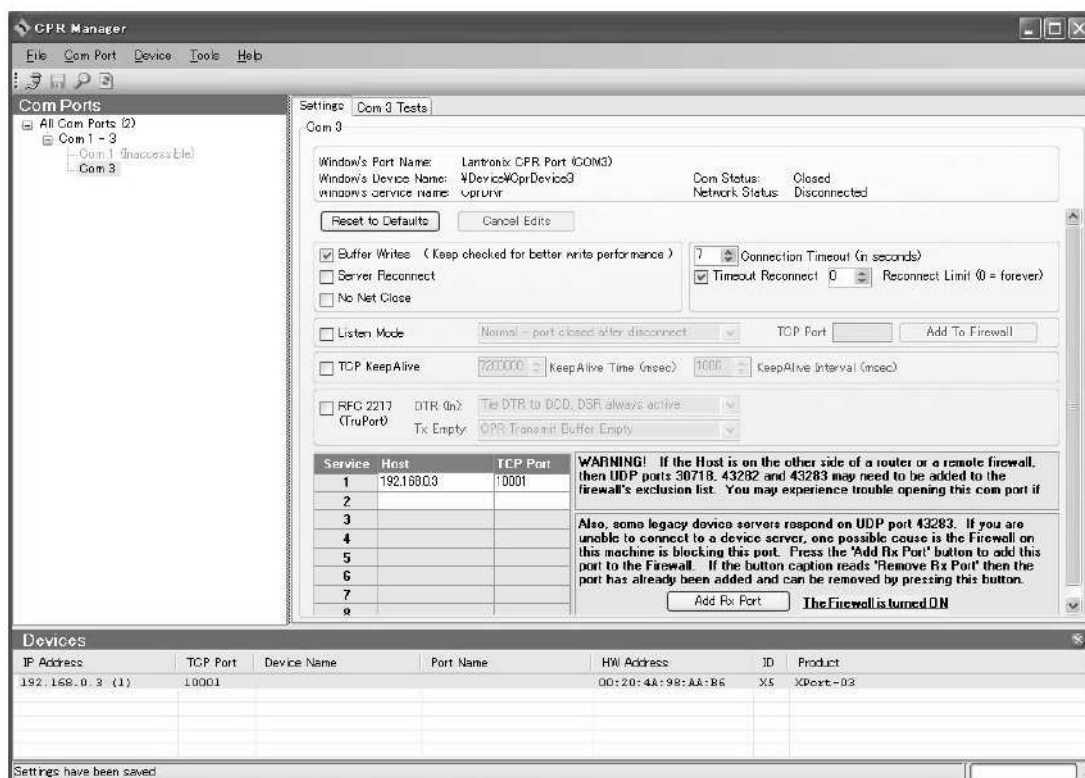 CPR Manager
File Com Port Device Tools Help
Com Ports
All Com Ports (2)
Com 1 - 3
Com 1 (Inaccessible)
Com 3
Settings Com 3 Tests
Com 3
Window's Port Name: Lantronix CPR Port (COM3)
Window's Device Name: ¥Device¥CprDevice3 Com Status: Closed
Window's Service Name: CprDrvr Network Status: Disconnected
Reset to Defaults Cancel Edits
Buffer Writes ( Keep checked for better write performance ) 7 Connection Timeout (in seconds)
Server Reconnect Timeout Reconnect 0 Reconnect Limit (0 = forever)
No Net Close
Listen Mode Normal - port closed after disconnect TCP Port Add To Firewall
TCP KeepAlive 7200000 KeepAlive Time (msec) 1000 KeepAlive Interval (msec)
RFC 2217 DTR (In): Tie DTR to DCD, DSR always active
(TruPort) Tx Empty: CPR Transmit Buffer Empty
Service Host TCP Port
1 192.168.0.3 10001
2
3
4
5
6
7
8
WARNING! If the Host is on the other side of a router or a remote firewall,
then UDP ports 30718, 43282 and 43283 may need to be added to the
firewall's exclusion list. You may experience trouble opening this com port if
Also, some legacy device servers respond on UDP port 43283. If you are
unable to connect to a device server, one possible cause is the Firewall on
this machine is blocking this port. Press the 'Add Rx Port' button to add this
port to the Firewall. If the button caption reads 'Remove Rx Port' then the
port has already been added and can be removed by pressing this button.
Add Rx Port The Firewall is turned ON
Devices
IP Address TCP Port Device Name Port Name HW Address ID Product
192.168.0.3 (1) 10001 00:20:4A:98:AA:B6 X5 XPort-03
Settings have been saved